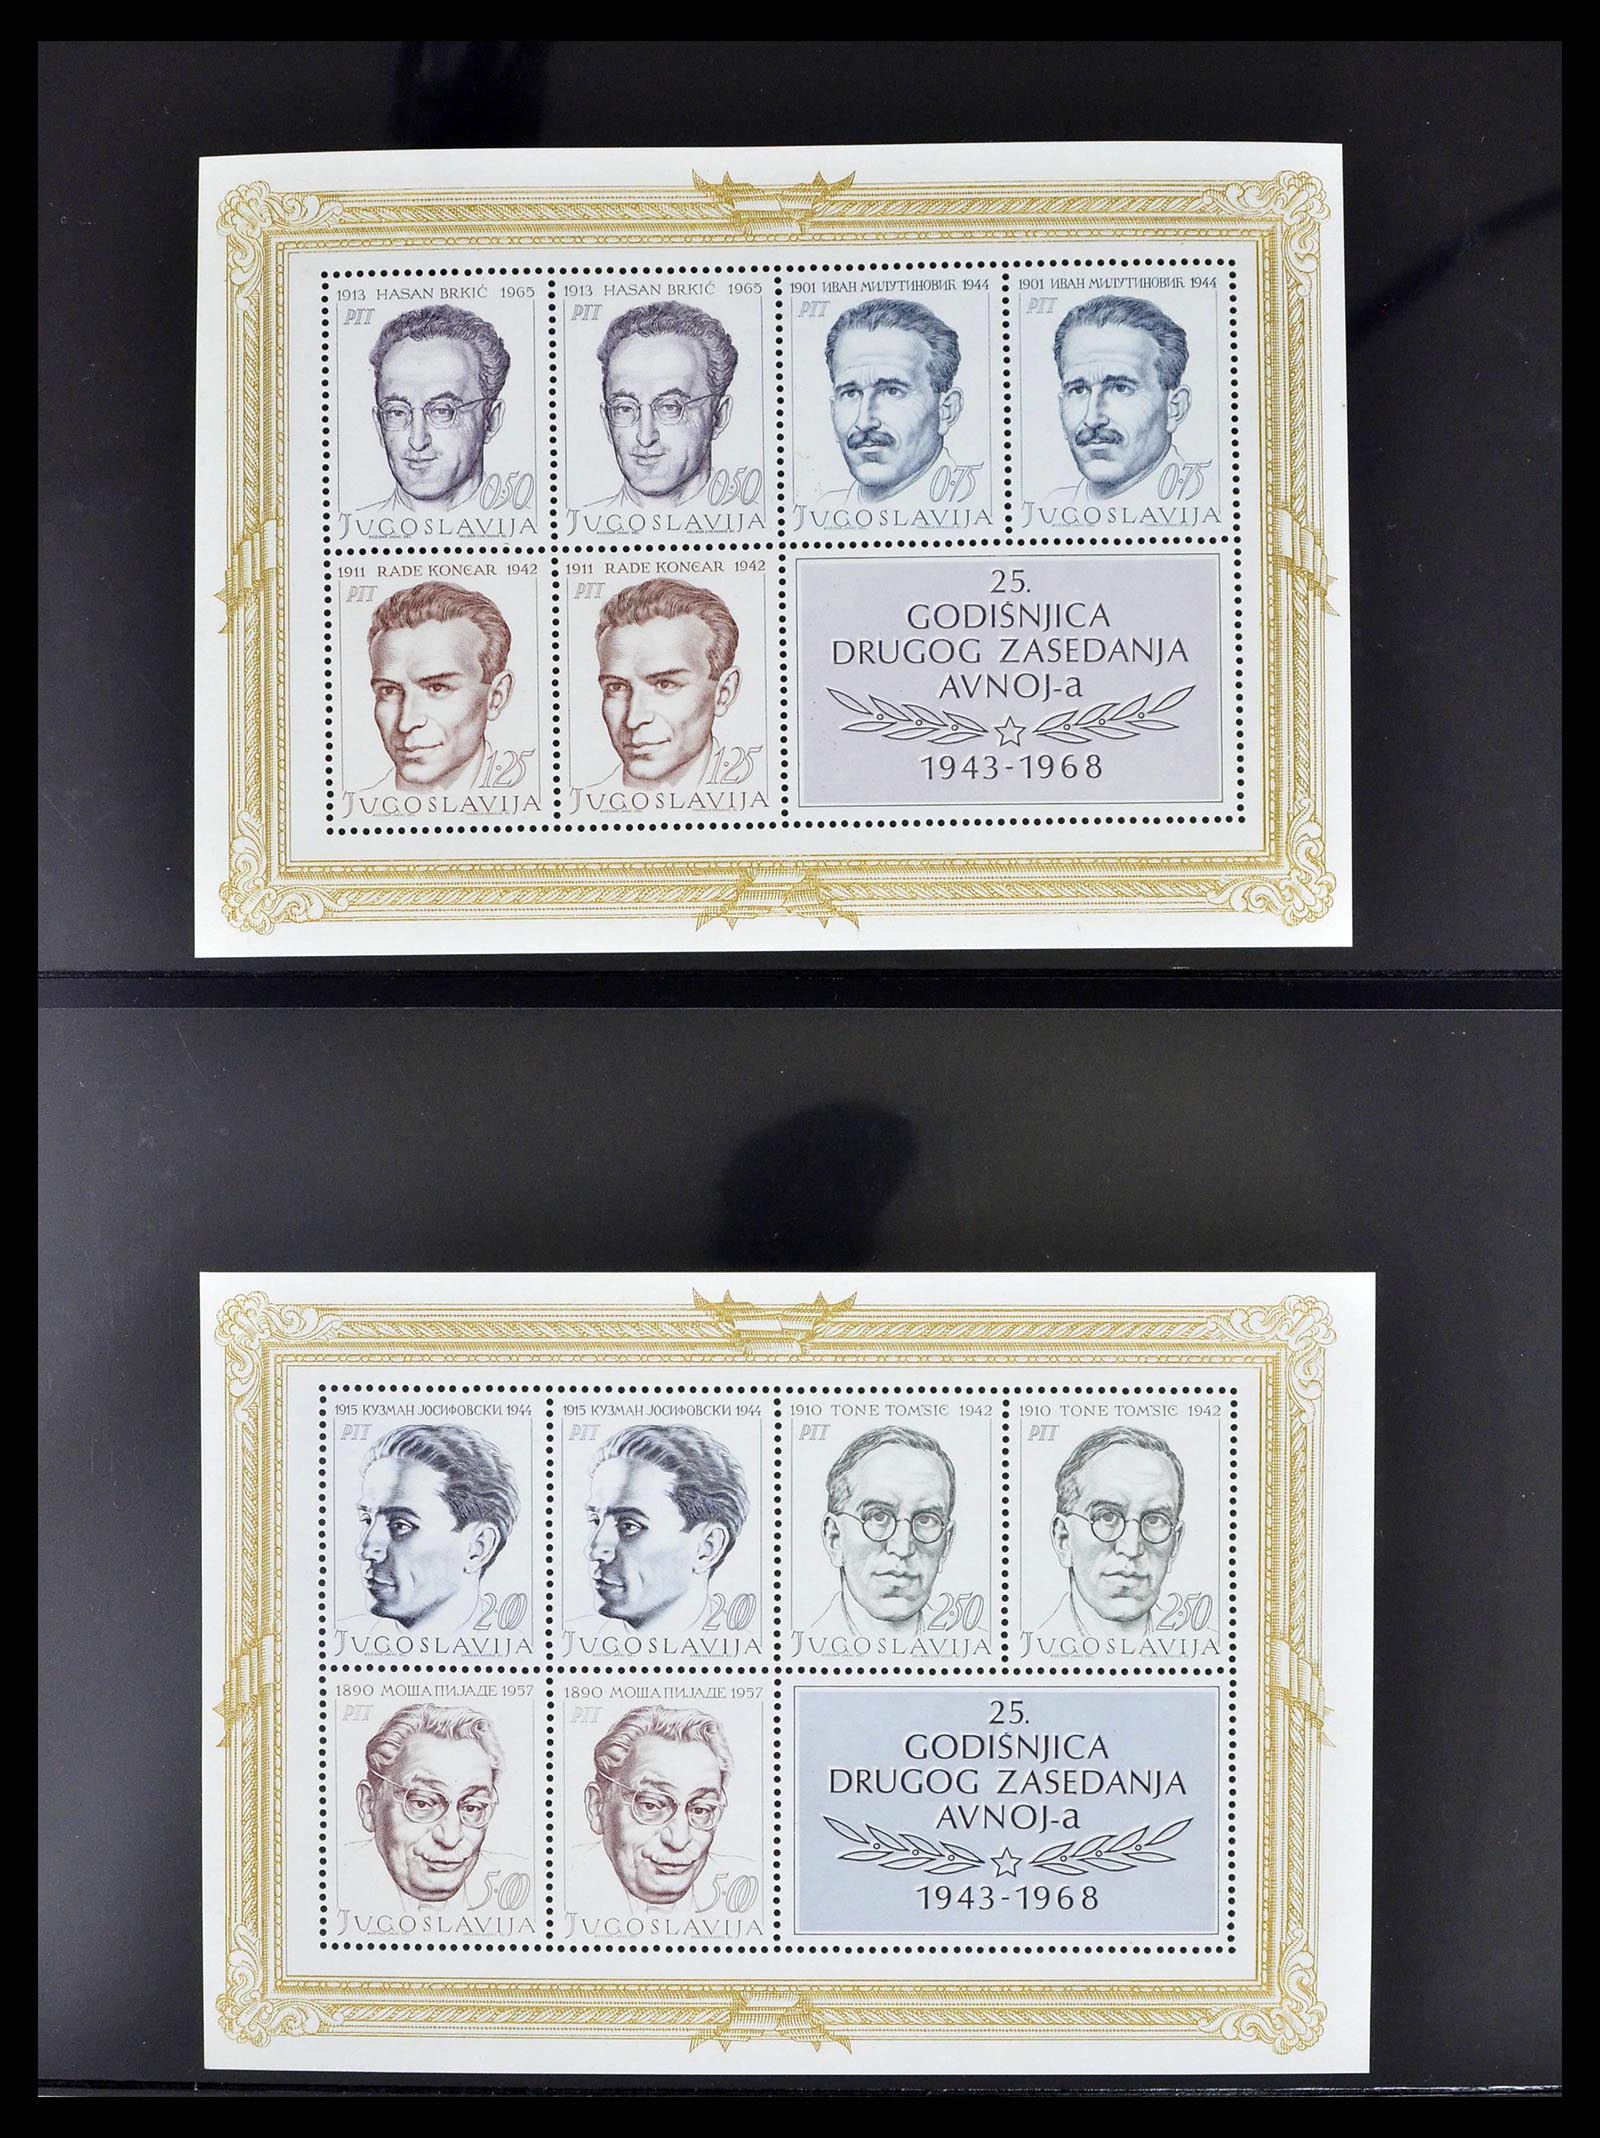 1913 HASAN BRKIĆ 1965
PTT
0·50
JUGOSLAVIJA
1913 HASAN BRKIĆ 1965
PTT
0·50
JUGOSLAVIJA
1901 ИВАН МИЛУТИНОВИЋ 1944
PTT
0·75
JUGOSLAVIJA
1901 ИВАН МИЛУТИНОВИЋ 1944
PTT
0·75
JUGOSLAVIJA
1911 RADE KONČAR 1942
PTT
1·25
JUGOSLAVIJA
1911 RADE KONČAR 1942
PTT
1·25
JUGOSLAVIJA
25.
GODIŠNJICA
DRUGOG ZASEDANJA
AVNOJ-a
1943-1968
1915 КУЗМАН ЈОСИФОВСКИ 1944
PTT
2·00
JUGOSLAVIJA
1915 КУЗМАН ЈОСИФОВСКИ 1944
PTT
2·00
JUGOSLAVIJA
1910 TONE TOMŠIČ 1942
PTT
2·50
JUGOSLAVIJA
1910 TONE TOMŠIČ 1942
PTT
2·50
JUGOSLAVIJA
1890 МОША ПИЈАДЕ 1957
PTT
5·00
JUGOSLAVIJA
1890 МОША ПИЈАДЕ 1957
PTT
5·00
JUGOSLAVIJA
25.
GODIŠNJICA
DRUGOG ZASEDANJA
AVNOJ-a
1943-1968